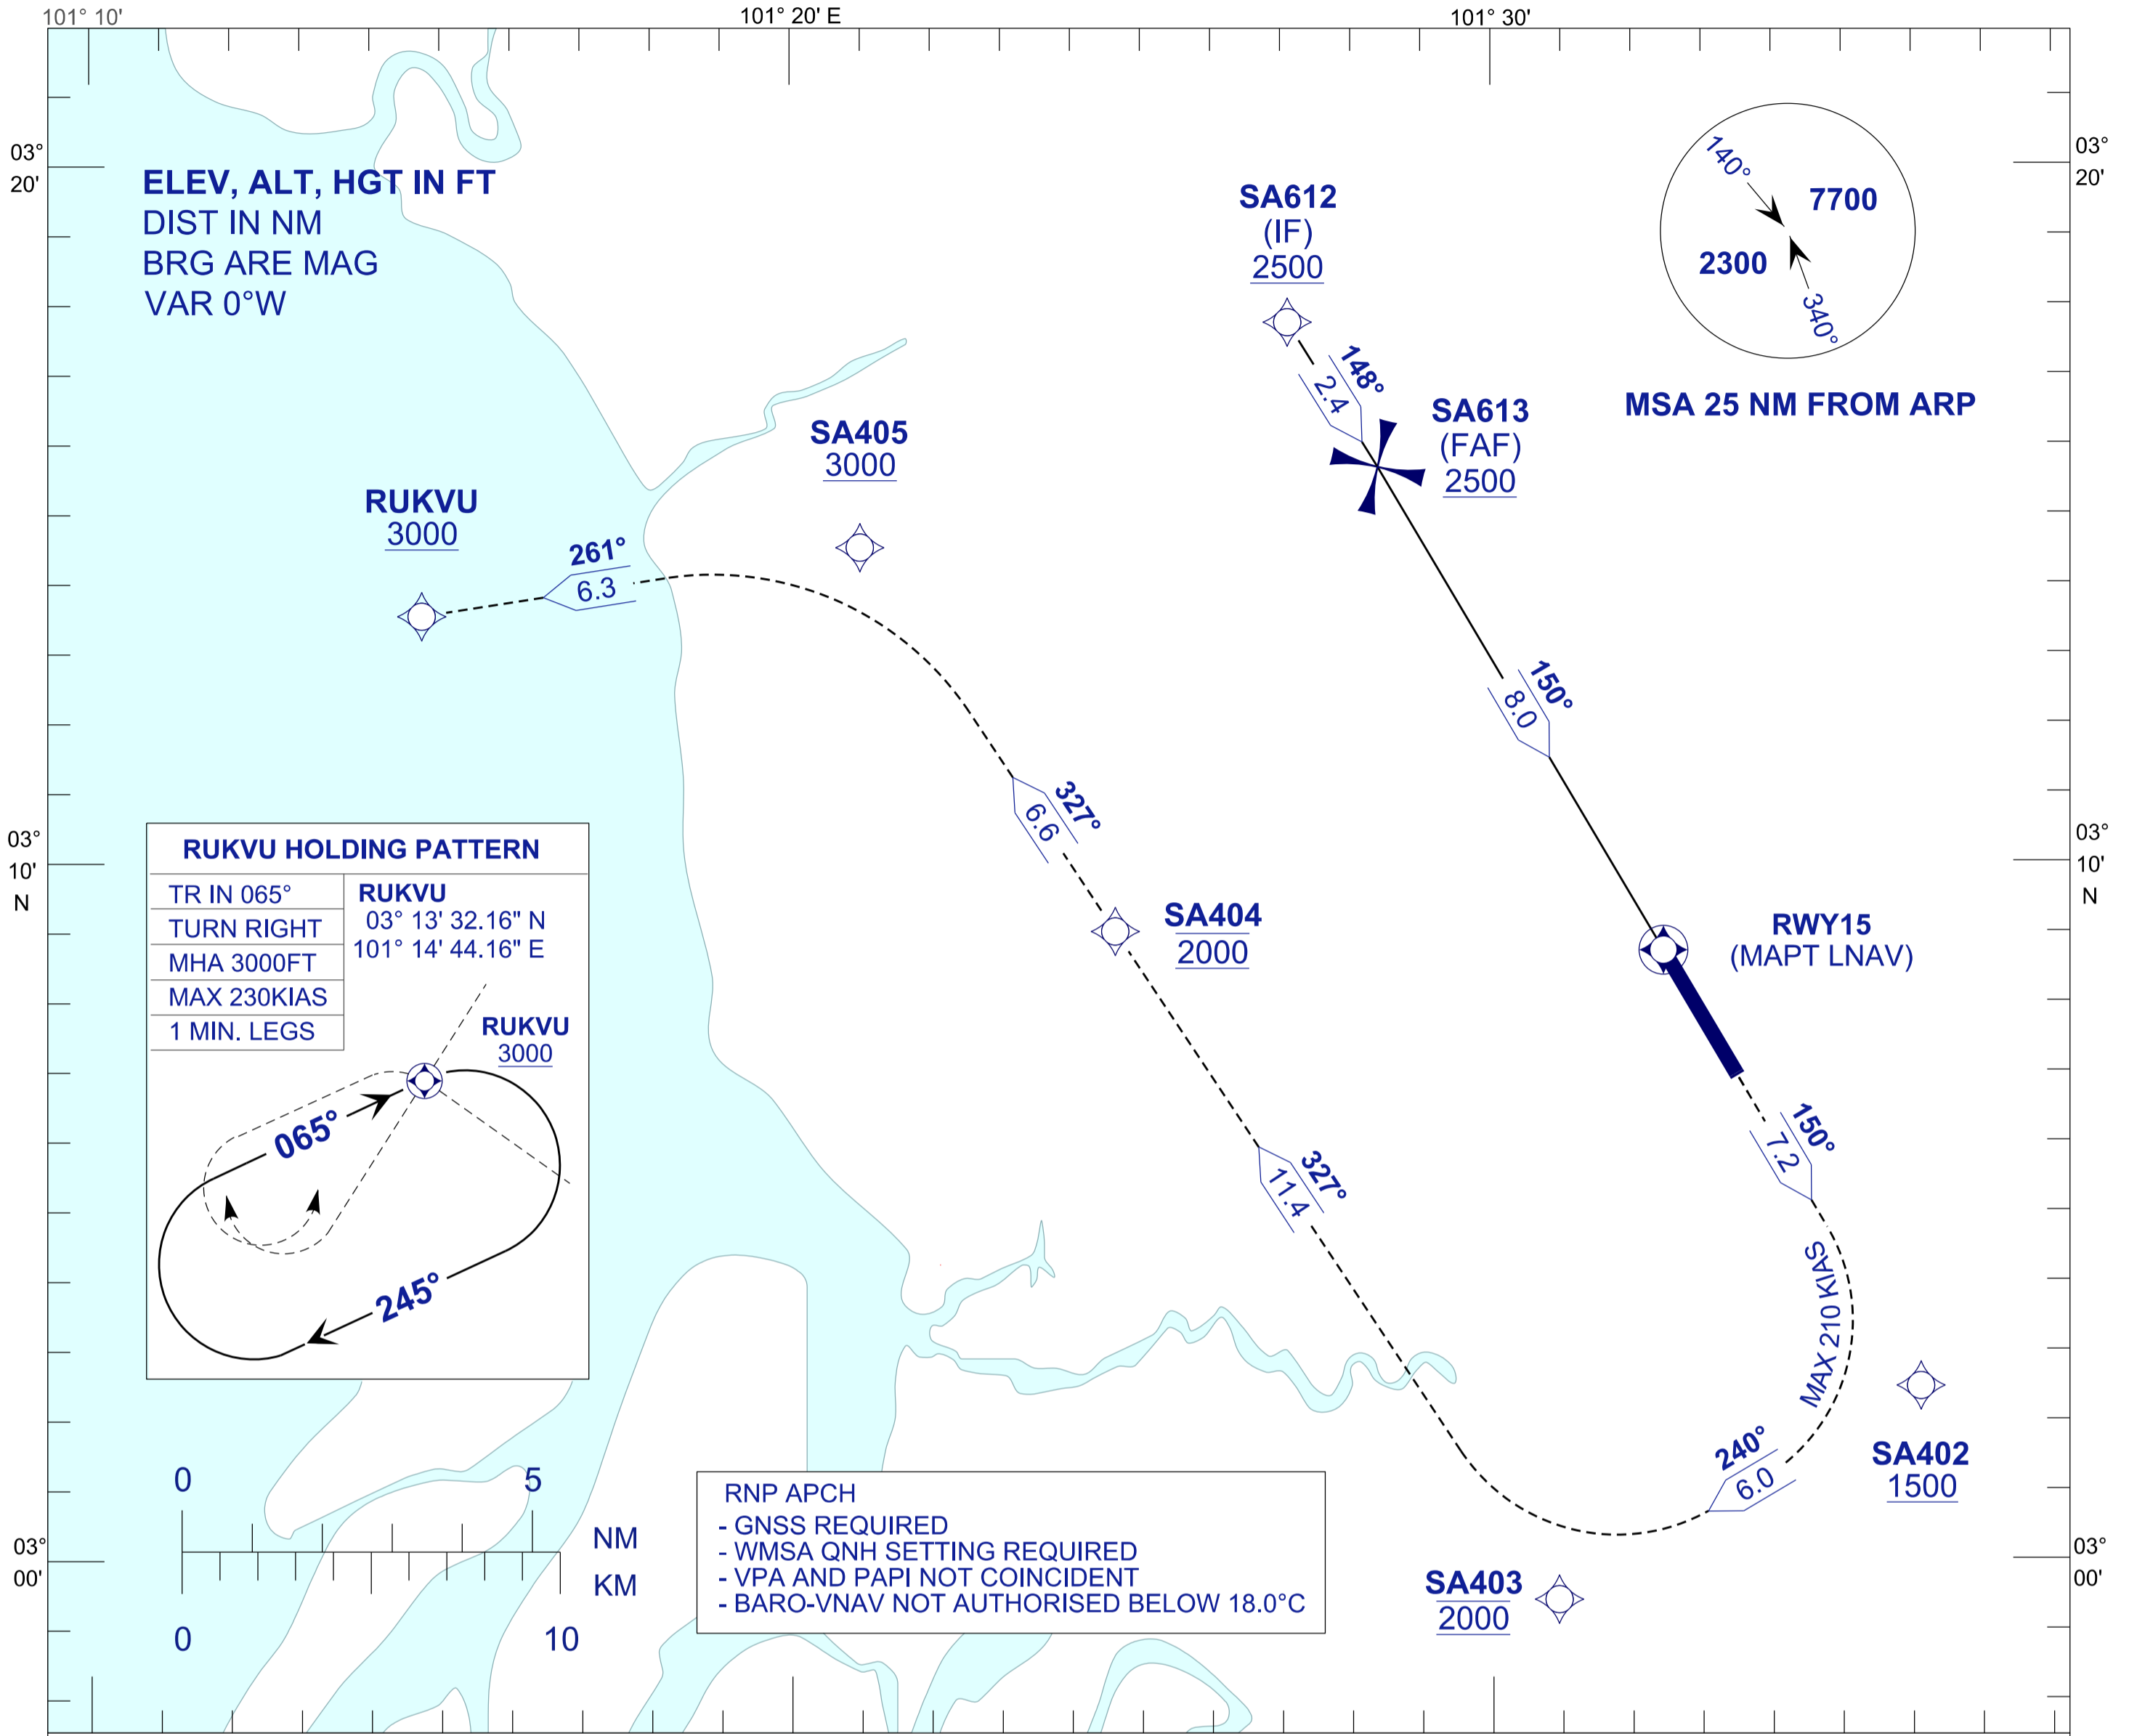 101° 10'
101° 20' E
101° 30'
03°
20'
03°
20'
ELEV, ALT, HGT IN FT
DIST IN NM
BRG ARE MAG
VAR 0°W
SA612
(IF)
2500
140°
7700
2300
340°
MSA 25 NM FROM ARP
148°
2.4
SA613
(FAF)
2500
SA405
3000
RUKVU
3000
261°
6.3
150°
8.0
327°
6.6
03°
10'
N
03°
10'
N
RUKVU HOLDING PATTERN
TR IN 065°
TURN RIGHT
MHA 3000FT
MAX 230KIAS
1 MIN. LEGS
RUKVU
03° 13' 32.16" N
101° 14' 44.16" E
RUKVU
3000
065°
245°
SA404
2000
RWY15
(MAPT LNAV)
150°
7.2
327°
11.4
MAX 210 KIAS
240°
6.0
SA402
1500
0
5
NM
KM
0
10
RNP APCH
- GNSS REQUIRED
- WMSA QNH SETTING REQUIRED
- VPA AND PAPI NOT COINCIDENT
- BARO-VNAV NOT AUTHORISED BELOW 18.0°C
SA403
2000
03°
00'
03°
00'